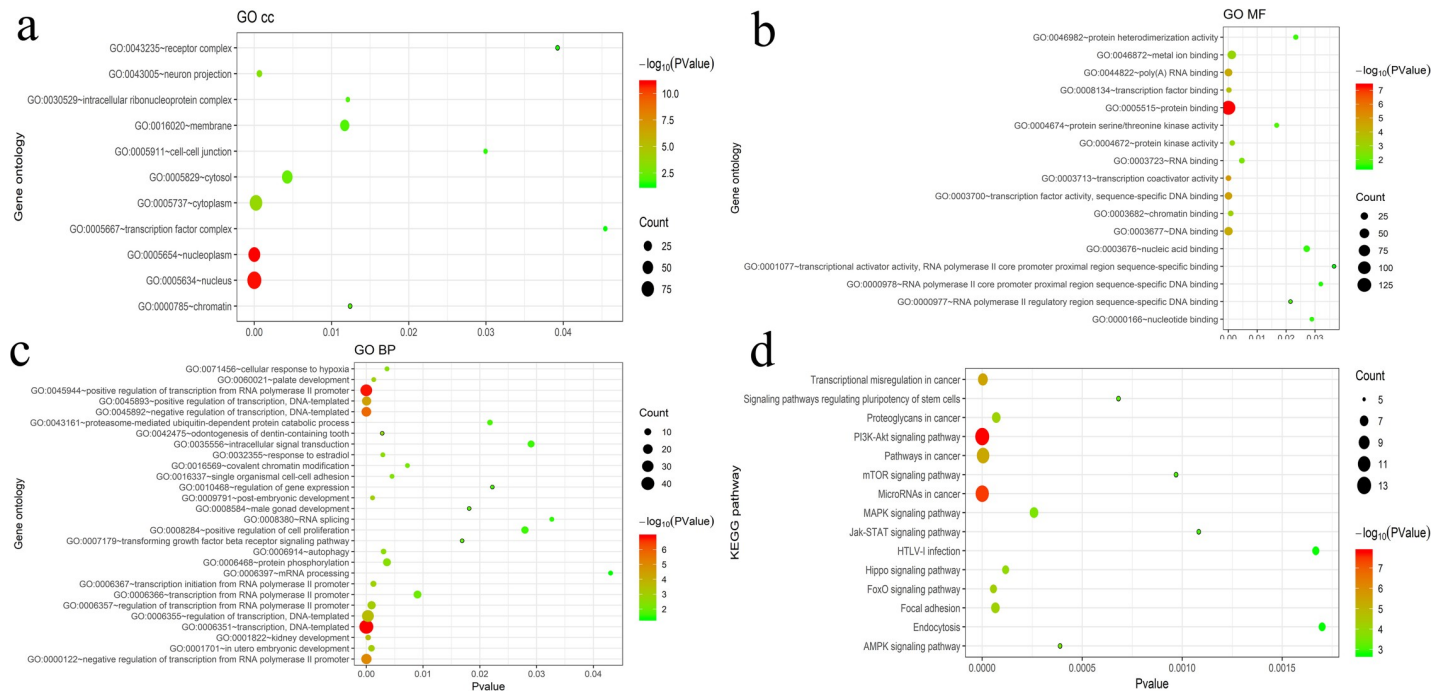 a
GO cc
Gene ontology
GO:0043235~receptor complex
GO:0043005~neuron projection
GO:0030529~intracellular ribonucleoprotein complex
GO:0016020~membrane
GO:0005911~cell-cell junction
GO:0005829~cytosol
GO:0005737~cytoplasm
GO:0005667~transcription factor complex
GO:0005654~nucleoplasm
GO:0005634~nucleus
GO:0000785~chromatin
0.00 0.01 0.02 0.03 0.04
−log10(PValue)
10.0
7.5
5.0
2.5
Count
25
50
75
b
GO MF
Gene ontology
GO:0046982~protein heterodimerization activity
GO:0046872~metal ion binding
GO:0044822~poly(A) RNA binding
GO:0008134~transcription factor binding
GO:0005515~protein binding
GO:0004674~protein serine/threonine kinase activity
GO:0004672~protein kinase activity
GO:0003723~RNA binding
GO:0003713~transcription coactivator activity
GO:0003700~transcription factor activity, sequence-specific DNA binding
GO:0003682~chromatin binding
GO:0003677~DNA binding
GO:0003676~nucleic acid binding
GO:0001077~transcriptional activator activity, RNA polymerase II core promoter proximal region sequence-specific binding
GO:0000978~RNA polymerase II core promoter proximal region sequence-specific DNA binding
GO:0000977~RNA polymerase II regulatory region sequence-specific DNA binding
GO:0000166~nucleotide binding
0.00 0.01 0.02 0.03
−log10(PValue)
7
6
5
4
3
2
Count
25
50
75
100
125
c
GO BP
Gene ontology
GO:0071456~cellular response to hypoxia
GO:0060021~palate development
GO:0045944~positive regulation of transcription from RNA polymerase II promoter
GO:0045893~positive regulation of transcription, DNA-templated
GO:0045892~negative regulation of transcription, DNA-templated
GO:0043161~proteasome-mediated ubiquitin-dependent protein catabolic process
GO:0042475~odontogenesis of dentin-containing tooth
GO:0035556~intracellular signal transduction
GO:0032355~response to estradiol
GO:0016569~covalent chromatin modification
GO:0016337~single organismal cell-cell adhesion
GO:0010468~regulation of gene expression
GO:0009791~post-embryonic development
GO:0008584~male gonad development
GO:0008380~RNA splicing
GO:0008284~positive regulation of cell proliferation
GO:0007179~transforming growth factor beta receptor signaling pathway
GO:0006914~autophagy
GO:0006468~protein phosphorylation
GO:0006397~mRNA processing
GO:0006367~transcription initiation from RNA polymerase II promoter
GO:0006366~transcription from RNA polymerase II promoter
GO:0006357~regulation of transcription from RNA polymerase II promoter
GO:0006355~regulation of transcription, DNA-templated
GO:0006351~transcription, DNA-templated
GO:0001822~kidney development
GO:0001701~in utero embryonic development
GO:0000122~negative regulation of transcription from RNA polymerase II promoter
0.00 0.01 0.02 0.03 0.04
Pvalue
Count
10
20
30
40
−log10(PValue)
6
5
4
3
2
d
KEGG pathway
Transcriptional misregulation in cancer
Signaling pathways regulating pluripotency of stem cells
Proteoglycans in cancer
PI3K-Akt signaling pathway
Pathways in cancer
mTOR signaling pathway
MicroRNAs in cancer
MAPK signaling pathway
Jak-STAT signaling pathway
HTLV-I infection
Hippo signaling pathway
FoxO signaling pathway
Focal adhesion
Endocytosis
AMPK signaling pathway
0.0000 0.0005 0.0010 0.0015
Pvalue
Count
5
7
9
11
13
−log10(PValue)
7
6
5
4
3